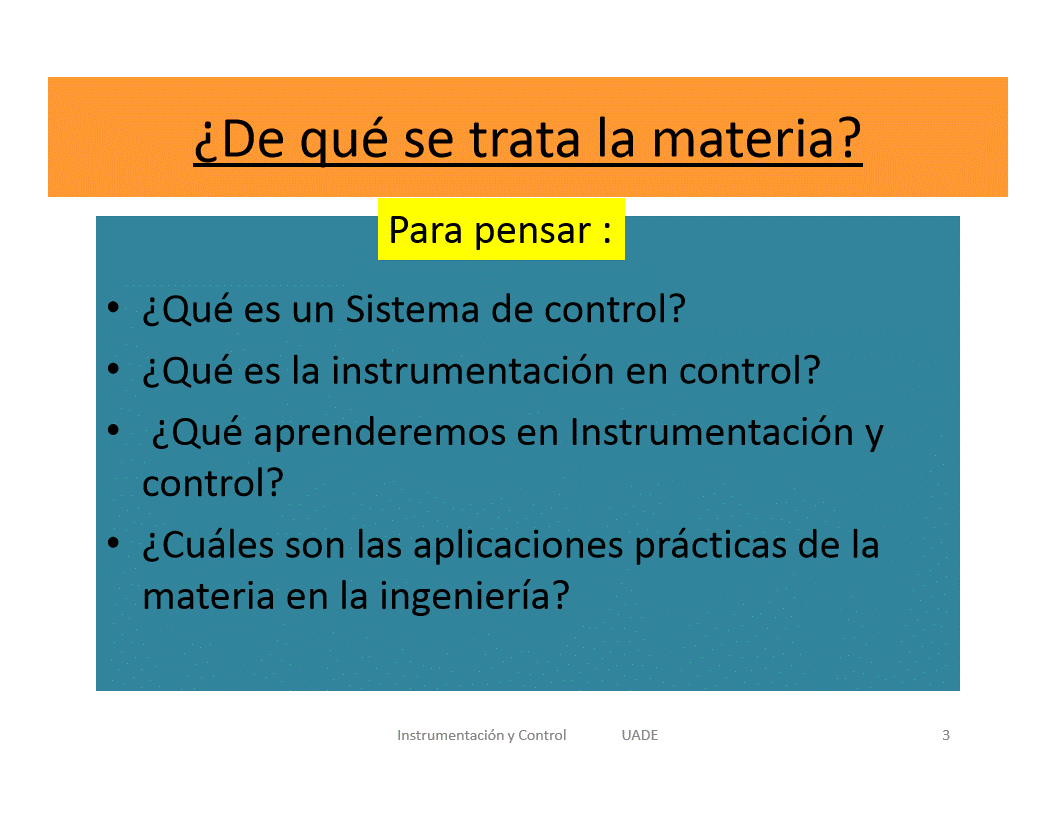 ¿De qué se trata la materia?
Para pensar :
• ¿Qué es un Sistema de control?
• ¿Qué es la instrumentación en control?
• ¿Qué aprenderemos en Instrumentación y
control?
• ¿Cuáles son las aplicaciones prácticas de la
materia en la ingeniería?
Instrumentación y Control UADE 3